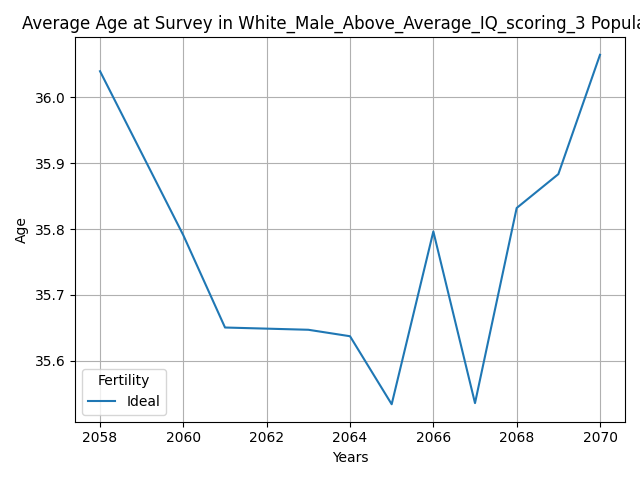 Average Age at Survey in White_Male_Above_Average_IQ_scoring_3 Popula
36.0
35.9
35.8
35.7
35.6
Age
Fertility
Ideal
2058 2060 2062 2064 2066 2068 2070
Years